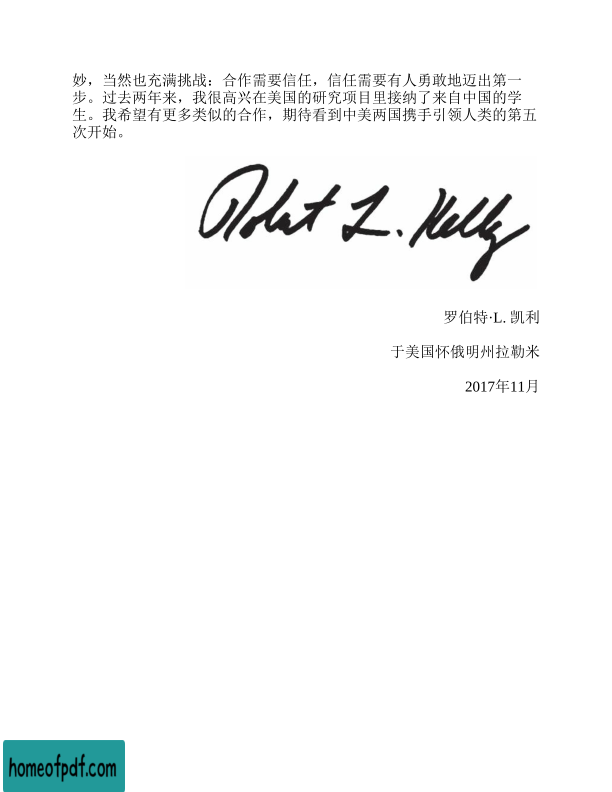 妙，当然也充满挑战：合作需要信任，信任需要有人勇敢地迈出第一
步。过去两年来，我很高兴在美国的研究项目里接纳了来自中国的学
生。我希望有更多类似的合作，期待看到中美两国携手引领人类的第五
次开始。
Robert L. Kelly
罗伯特·L. 凯利
于美国怀俄明州拉勒米
2017年11月
homeofpdf.com